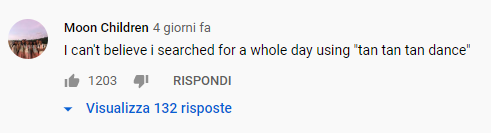 Moon Children 4 giorni fa
I can't believe i searched for a whole day using "tan tan tan dance"
1203 RISPONDI
Visualizza 132 risposte